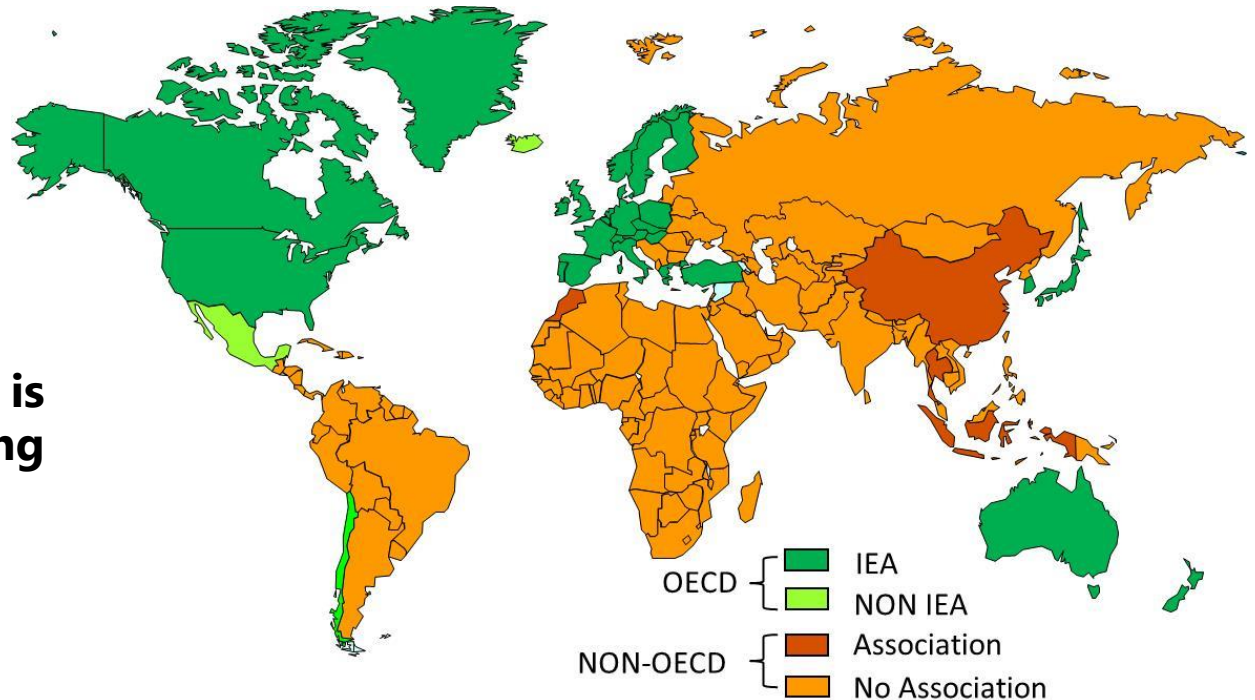 is
ng
OECD
IEA
NON IEA
NON-OECD
Association
No Association